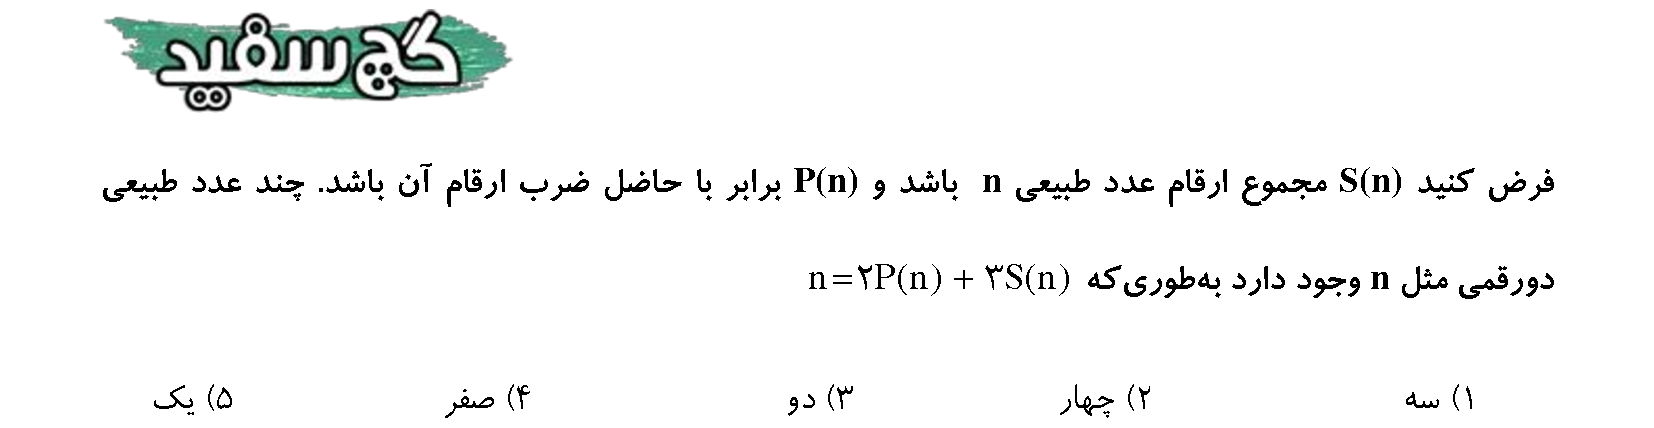 گچ سفید
فرض کنید S(n) مجموع ارقام عدد طبیعی n باشد و P(n) برابر با حاصل ضرب ارقام آن باشد. چند عدد طبیعی
دورقمی مثل n وجود دارد به‌طوری‌که n=۲P(n) + ۳S(n)
۱) سه ۲) چهار ۳) دو ۴) صفر ۵) یک